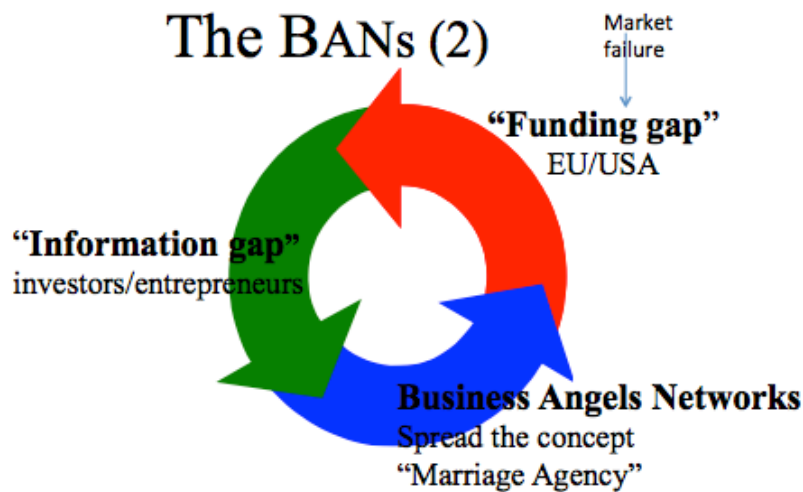 The BANs (2)
Market
failure
“Funding gap”
EU/USA
“Information gap”
investors/entrepreneurs
Business Angels Networks
Spread the concept
“Marriage Agency”